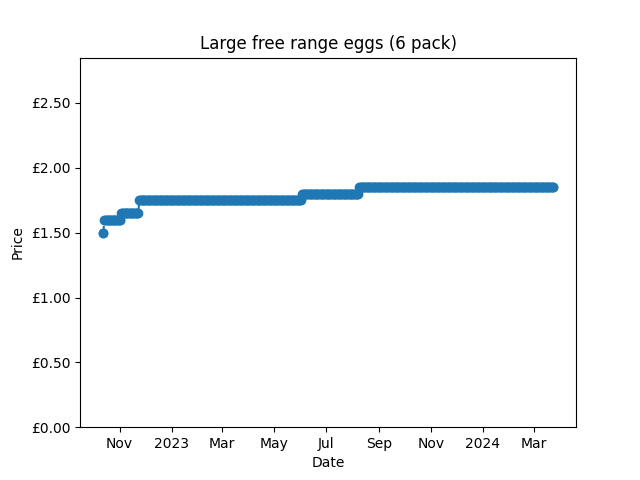 Large free range eggs (6 pack)
£2.50
£2.00
£1.50
£1.00
£0.50
£0.00
Price
Nov 2023 Mar May Jul Sep Nov 2024 Mar
Date